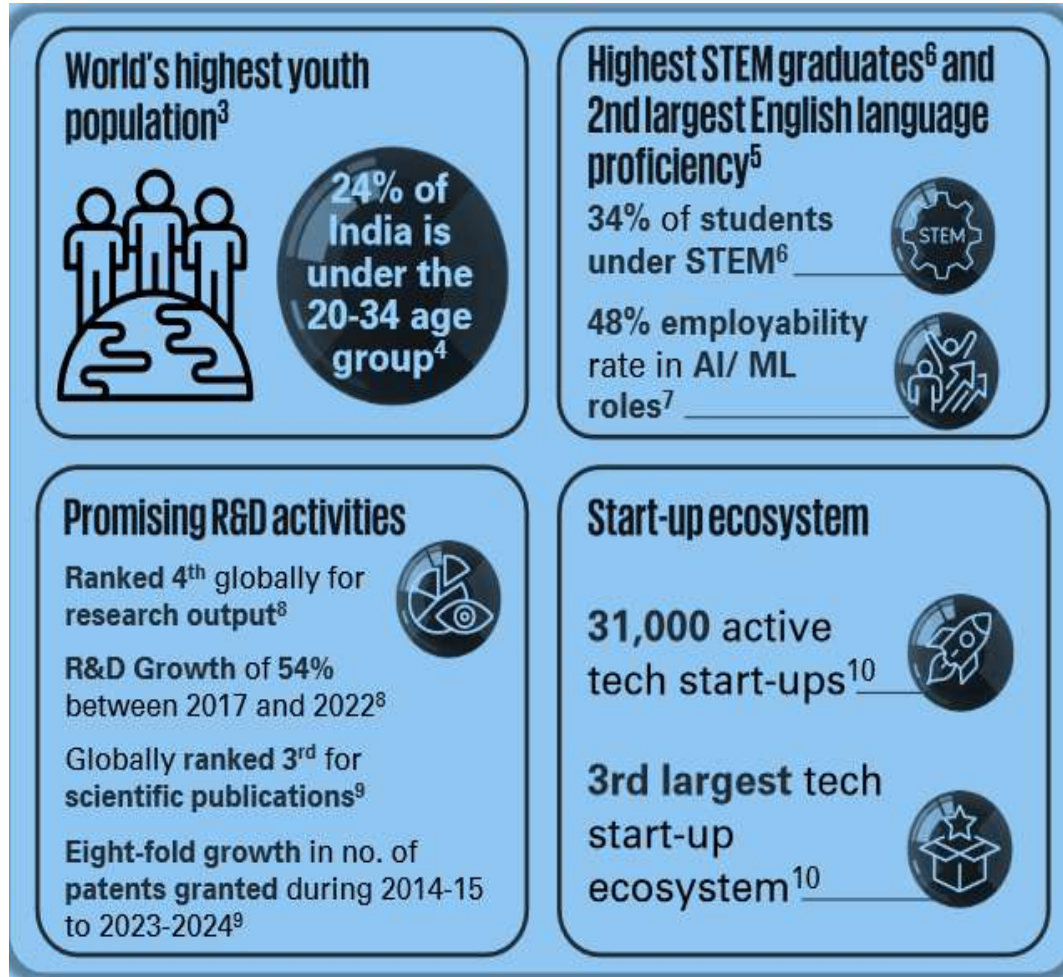 World's highest youth
population³
24% of
India is
under the
20-34 age
group⁴
Highest STEM graduates⁶ and
2nd largest English language
proficiency⁵
34% of students
under STEM⁶
STEM
48% employability
rate in AI/ ML
roles⁷
Promising R&D activities
Ranked 4th globally for
research output⁸
R&D Growth of 54%
between 2017 and 2022⁸
Globally ranked 3rd for
scientific publications⁹
Eight-fold growth in no. of
patents granted during 2014-15
to 2023-2024⁹
Start-up ecosystem
31,000 active
tech start-ups¹⁰
3rd largest tech
start-up
ecosystem¹⁰